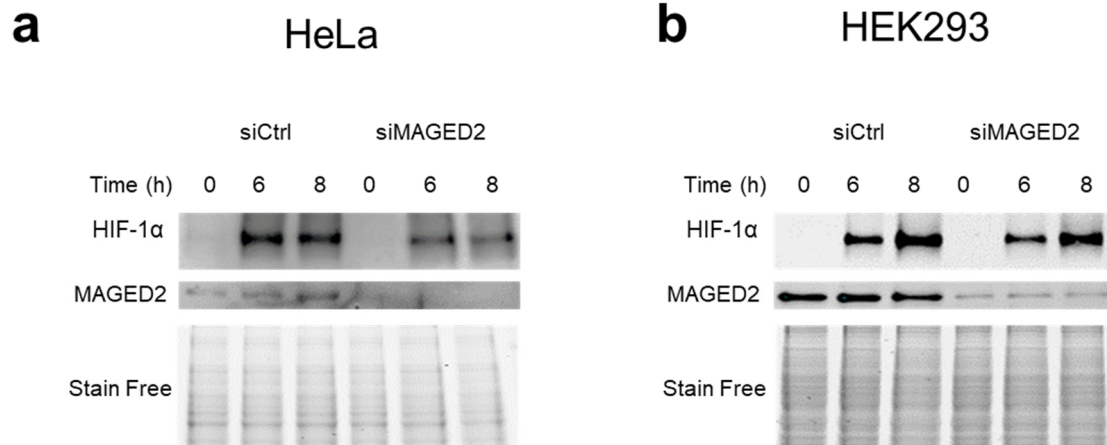 a
HeLa
siCtrl siMAGED2
Time (h) 0 6 8 0 6 8
HIF-1α
MAGED2
Stain Free
b
HEK293
siCtrl siMAGED2
Time (h) 0 6 8 0 6 8
HIF-1α
MAGED2
Stain Free